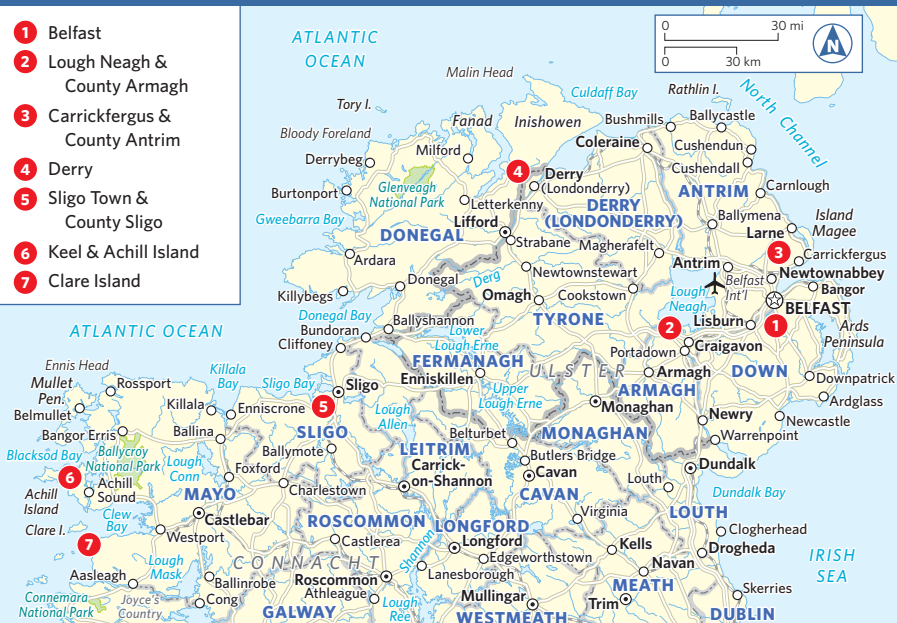 1 Belfast
2 Lough Neagh &
County Armagh
3 Carrickfergus &
County Antrim
4 Derry
5 Sligo Town &
County Sligo
6 Keel & Achill Island
7 Clare Island
0 30 mi
0 30 km
N
ATLANTIC
OCEAN
Malin Head
Culdaff Bay
Rathlin I.
North Channel
Tory I.
Fanad
Inishowen
Bushmills
Ballycastle
Bloody Foreland
Milford
Coleraine
Cushendun
Derrybeg
4
Derry
(Londonderry)
Cushendall
Burtonport
Glenveagh
National Park
Letterkenny
DERRY
(LONDONDERRY)
ANTRIM
Carnlough
Gweebarra Bay
Lifford
Ballymena
Island
Magee
DONEGAL
Strabane
Magherafelt
Larne
3
Carrickfergus
Ardara
Newtownstewart
Antrim
Belfast
Int'l
Newtownabbey
Killybegs
Donegal
Derg
Omagh
Cookstown
Lough
Neagh
Bangor
BELFAST
Donegal Bay
Ballyshannon
TYRONE
2
Lisburn
1
Ards
Peninsula
ATLANTIC OCEAN
Bundoran
Cliffoney
Lower
Lough Erne
Portadown
Craigavon
Ennis Head
Killala
Bay
Sligo Bay
FERMANAGH
ULSTER
Armagh
DOWN
Mullet
Pen.
Rossport
Sligo
Enniskillen
Upper
Lough Erne
ARMAGH
Downpatrick
Belmullet
Killala
Enniscrone
5
Lough
Allen
Monaghan
Ardglass
Bangor Erris
Ballina
SLIGO
Belturbet
MONAGHAN
Newry
Newcastle
Warrenpoint
Blacksod Bay
Ballycroy
National Park
Lough
Conn
Ballymote
LEITRIM
Butlers Bridge
6
Achill
Sound
Foxford
Carrick-
on-Shannon
Cavan
Louth
Dundalk
Achill
Island
MAYO
Charlestown
CAVAN
Dundalk Bay
Clare I.
Clew
Bay
Castlebar
ROSCOMMON
LONGFORD
Virginia
LOUTH
7
Westport
Castlerea
Shannon
Longford
Kells
Clogherhead
Drogheda
IRISH
SEA
Aasleagh
Lough
Mask
CONNACHT
Edgeworthstown
Ballinrobe
Roscommon
Lanesborough
Navan
Connemara
National Park
Joyce's
Country
Cong
Athleague
Mullingar
MEATH
Skerries
GALWAY
Lough
Ree
WESTMEATH
Trim
DUBLIN